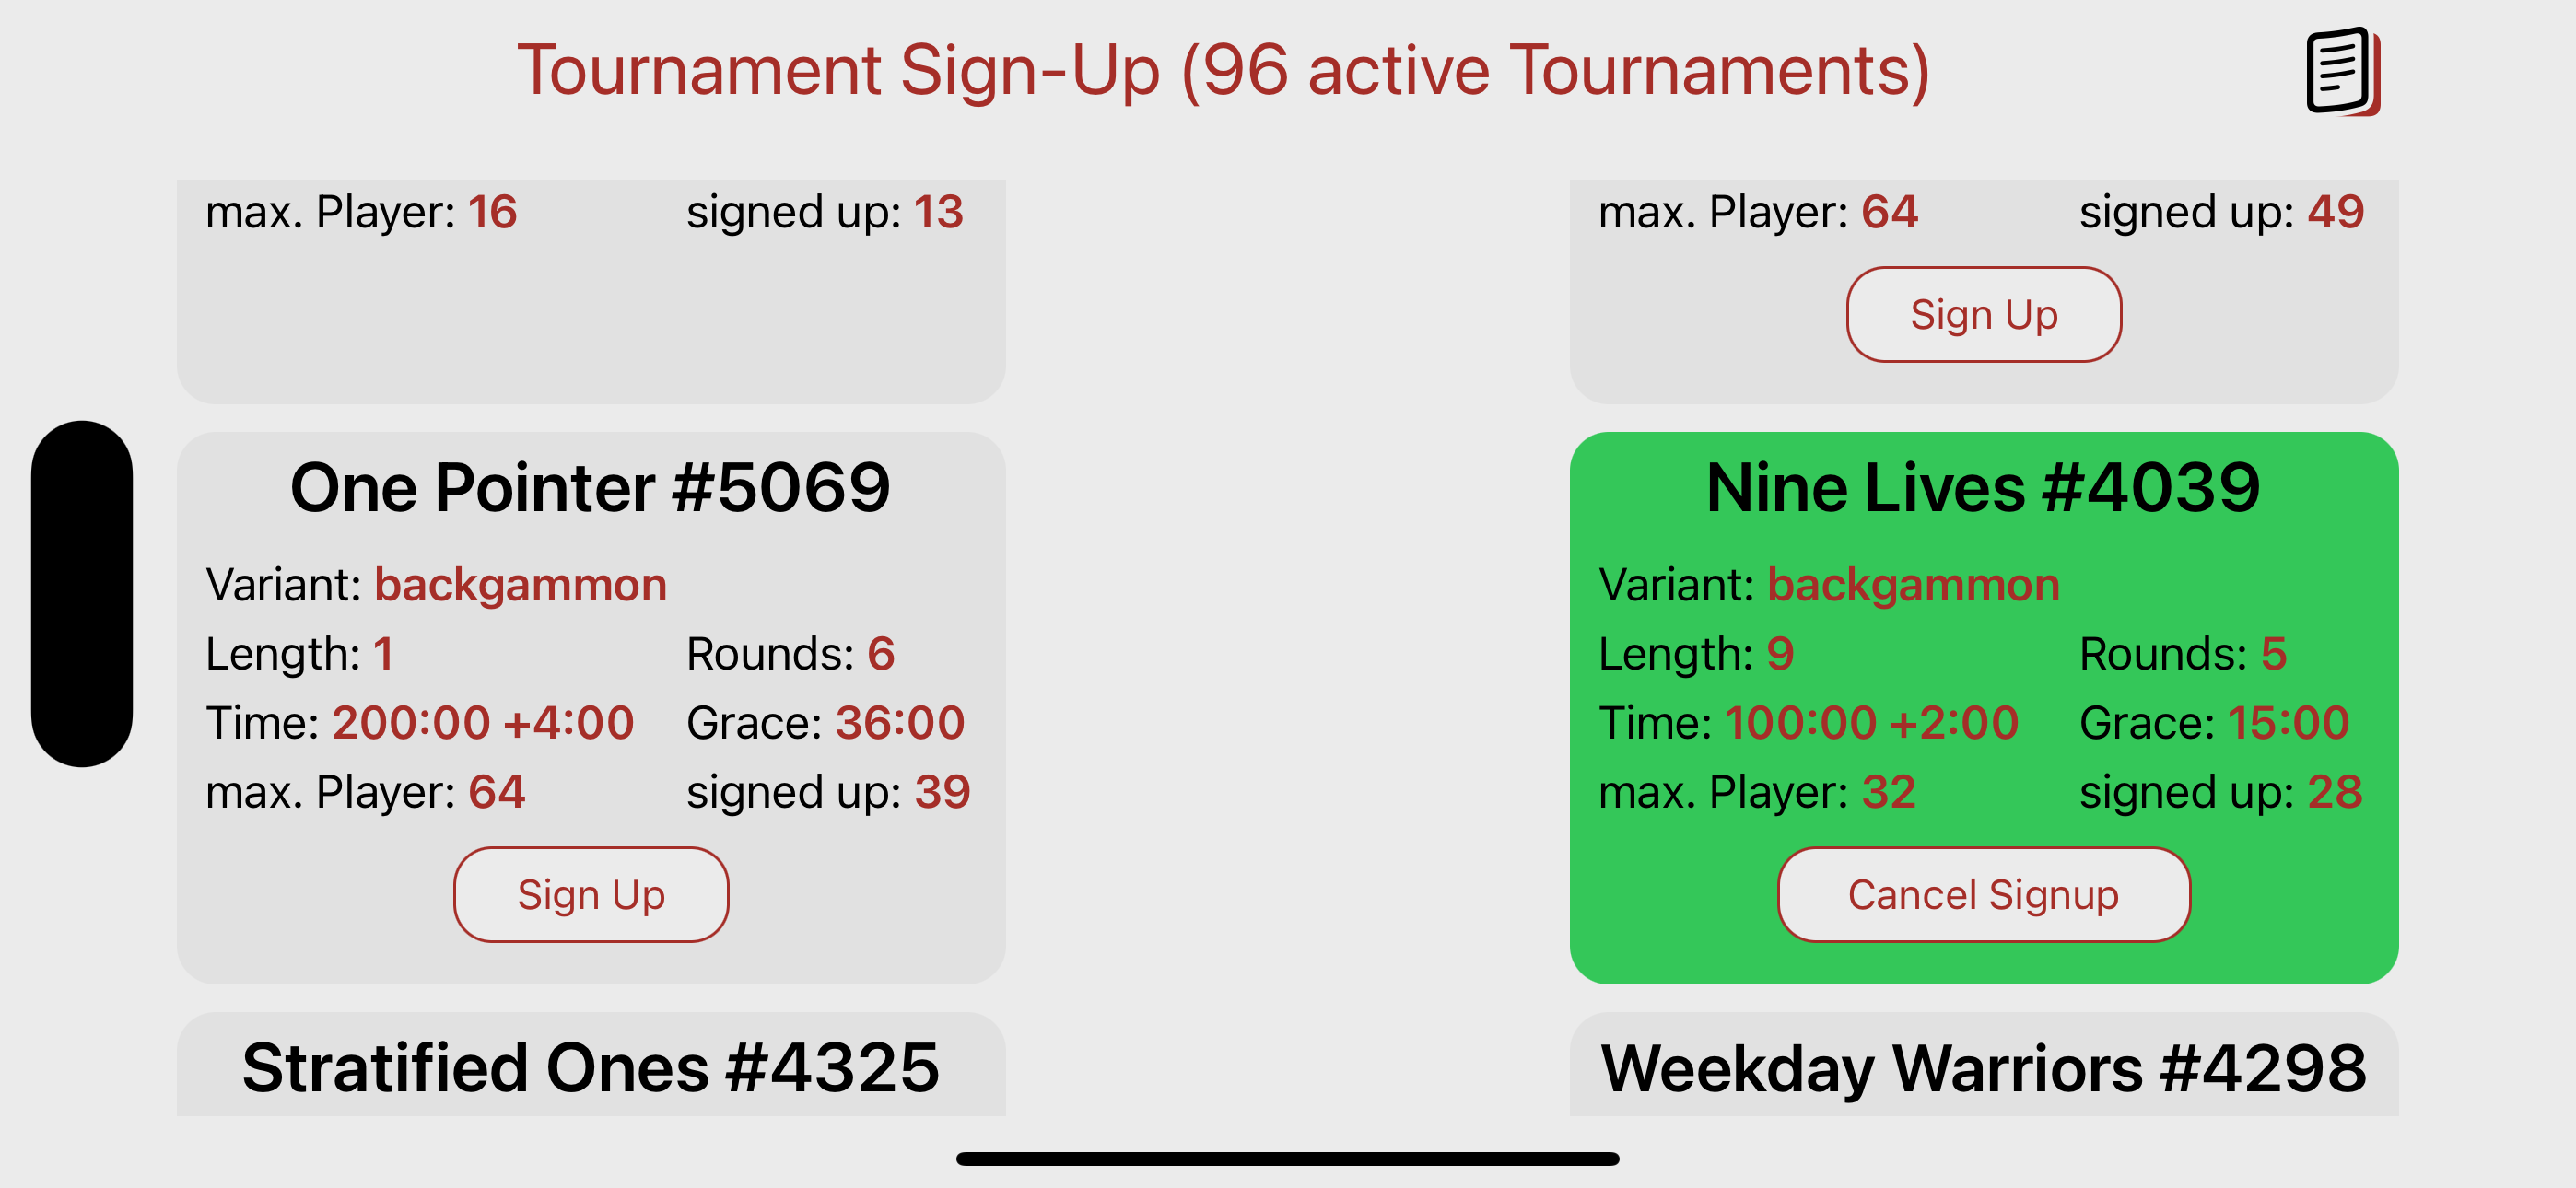 Tournament Sign-Up (96 active Tournaments)
max. Player: 16 signed up: 13
max. Player: 64 signed up: 49
Sign Up
One Pointer #5069
Variant: backgammon
Length: 1 Rounds: 6
Time: 200:00 +4:00 Grace: 36:00
max. Player: 64 signed up: 39
Sign Up
Nine Lives #4039
Variant: backgammon
Length: 9 Rounds: 5
Time: 100:00 +2:00 Grace: 15:00
max. Player: 32 signed up: 28
Cancel Signup
Stratified Ones #4325
Weekday Warriors #4298